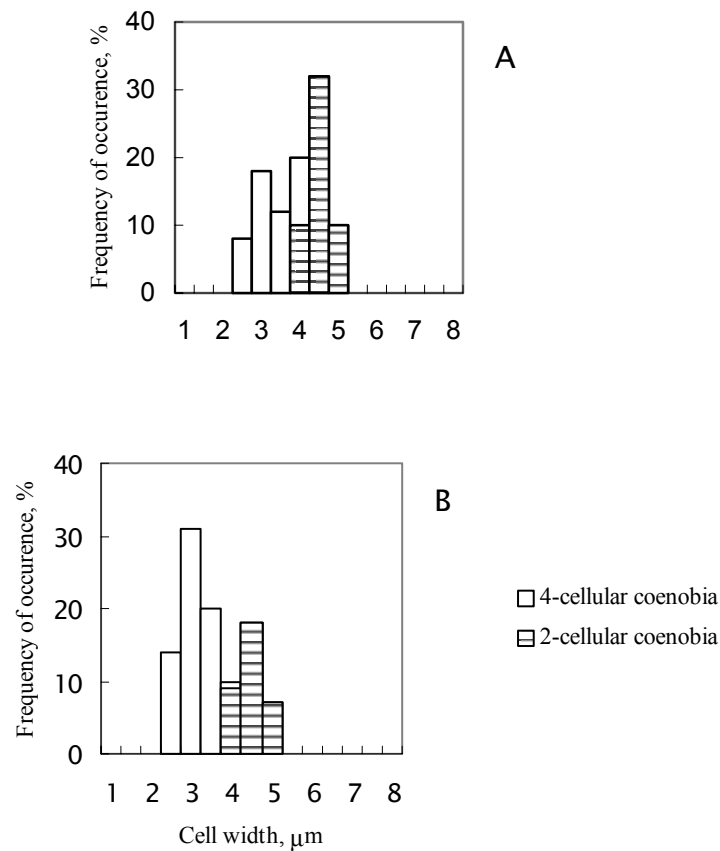 40
A
30
20
10
0
Frequency of occurence, %
1 2 3 4 5 6 7 8
40
B
30
20
10
0
Frequency of occurence, %
4-cellular coenobia
2-cellular coenobia
1 2 3 4 5 6 7 8
Cell width, μm